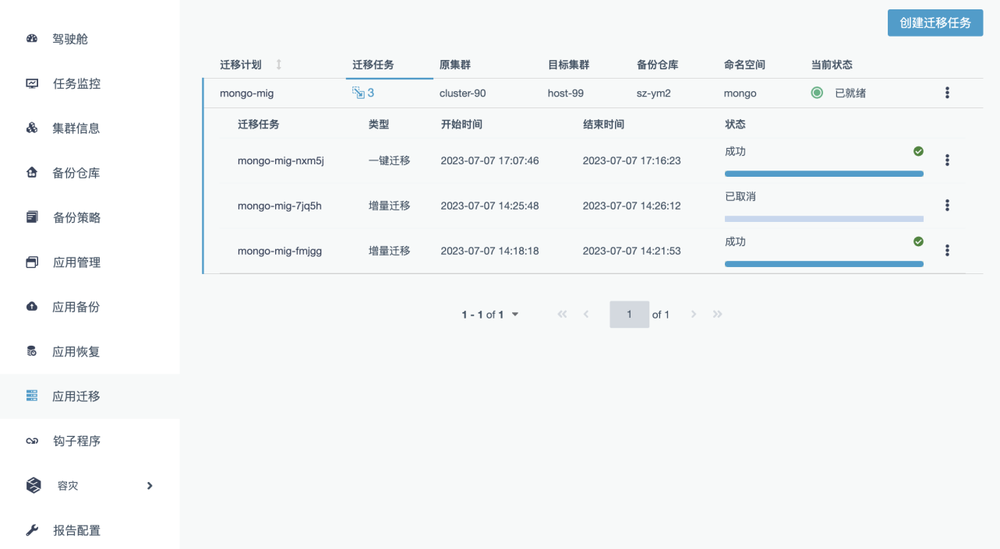 驾驶舱
任务监控
集群信息
备份仓库
备份策略
应用管理
应用备份
应用恢复
应用迁移
钩子程序
容灾
报告配置
创建迁移任务
迁移计划 迁移任务 原集群 目标集群 备份仓库 命名空间 当前状态
mongo-mig 3 cluster-90 host-99 sz-ym2 mongo 已就绪
迁移任务 类型 开始时间 结束时间 状态
mongo-mig-nxm5j 一键迁移 2023-07-07 17:07:46 2023-07-07 17:16:23 成功
mongo-mig-7jq5h 增量迁移 2023-07-07 14:25:48 2023-07-07 14:26:12 已取消
mongo-mig-fmjgg 增量迁移 2023-07-07 14:18:18 2023-07-07 14:21:53 成功
1 - 1 of 1 1 of 1